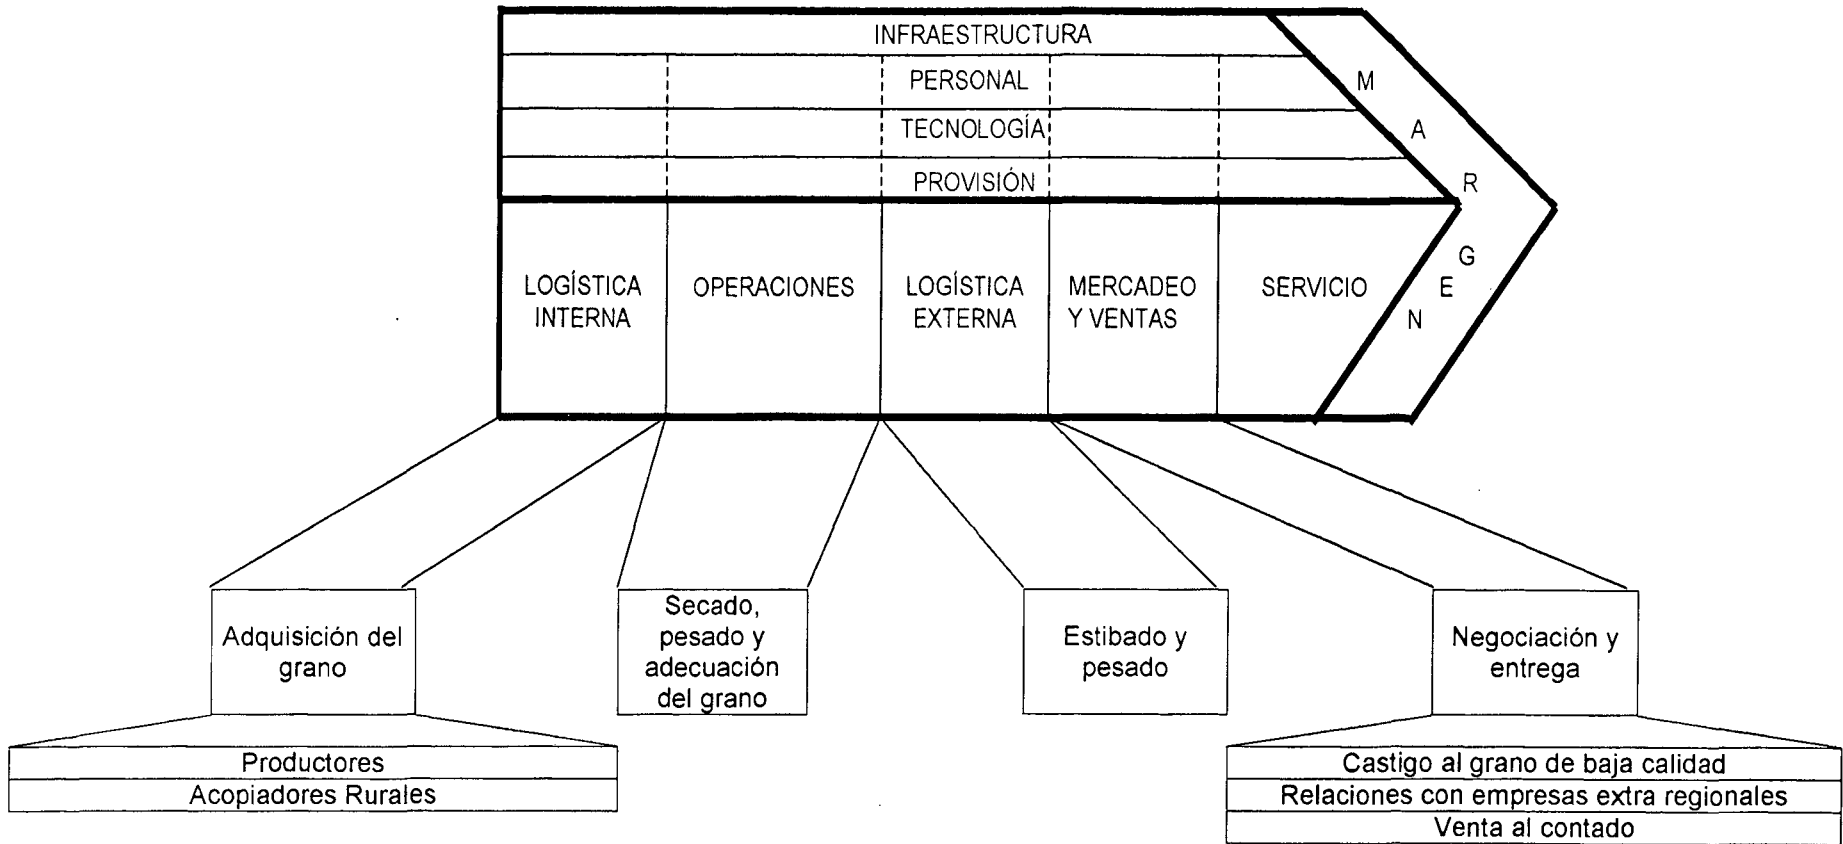 INFRAESTRUCTURA
PERSONAL
TECNOLOGÍA
PROVISIÓN
M
A
R
G
E
N
LOGÍSTICA
INTERNA
OPERACIONES
LOGÍSTICA
EXTERNA
MERCADEO
Y VENTAS
SERVICIO
Adquisición del
grano
Secado,
pesado y
adecuación
del grano
Estibado y
pesado
Negociación y
entrega
Productores
Acopiadores Rurales
Castigo al grano de baja calidad
Relaciones con empresas extra regionales
Venta al contado